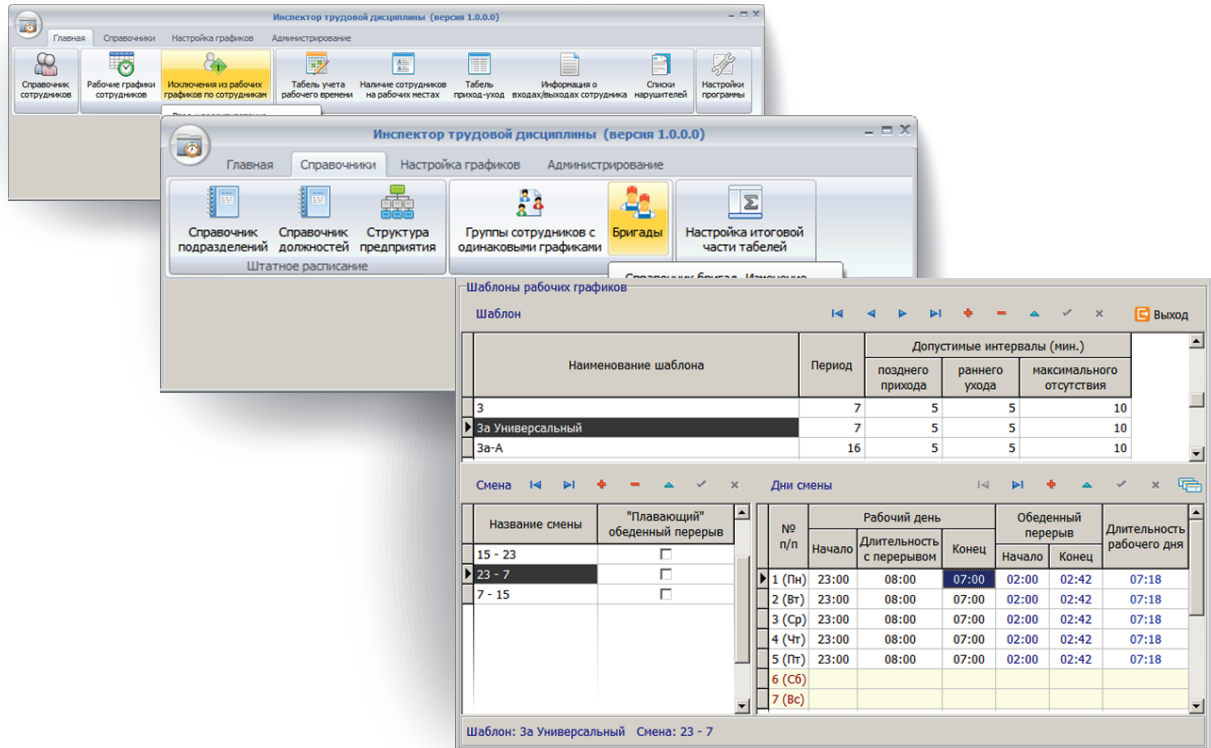 Инспектор трудовой дисциплины (версия 1.0.0.0)
Главная Справочники Настройка графиков Администрирование
Справочник сотрудников
Рабочие графики сотрудников
Исключения из рабочих графиков по сотрудникам
Табель учета рабочего времени
Наличие сотрудников на рабочих местах
Табель приход-уход
Информация о входах/выходах сотрудника
Списки нарушителей
Настройки программы
Инспектор трудовой дисциплины (версия 1.0.0.0)
Главная Справочники Настройка графиков Администрирование
Справочник подразделений
Справочник должностей
Структура предприятия
Группы сотрудников с одинаковыми графиками
Бригады
Настройка итоговой части табелей
Штатное расписание
Справочник бригад. Изменение
Шаблоны рабочих графиков
Шаблон
Выход
Наименование шаблона Период Допустимые интервалы (мин.)
позднего прихода раннего ухода максимального отсутствия
3 7 5 5 10
3а Универсальный 7 5 5 10
3а-А 16 5 5 10
Смена
Название смены "Плавающий" обеденный перерыв
15 - 23
23 - 7
7 - 15
Дни смены
№ п/п Рабочий день Обеденный перерыв Длительность рабочего дня
Начало Длительность с перерывом Конец Начало Конец
1 (Пн) 23:00 08:00 07:00 02:00 02:42 07:18
2 (Вт) 23:00 08:00 07:00 02:00 02:42 07:18
3 (Ср) 23:00 08:00 07:00 02:00 02:42 07:18
4 (Чт) 23:00 08:00 07:00 02:00 02:42 07:18
5 (Пт) 23:00 08:00 07:00 02:00 02:42 07:18
6 (Сб)
7 (Вс)
Шаблон: 3а Универсальный Смена: 23 - 7